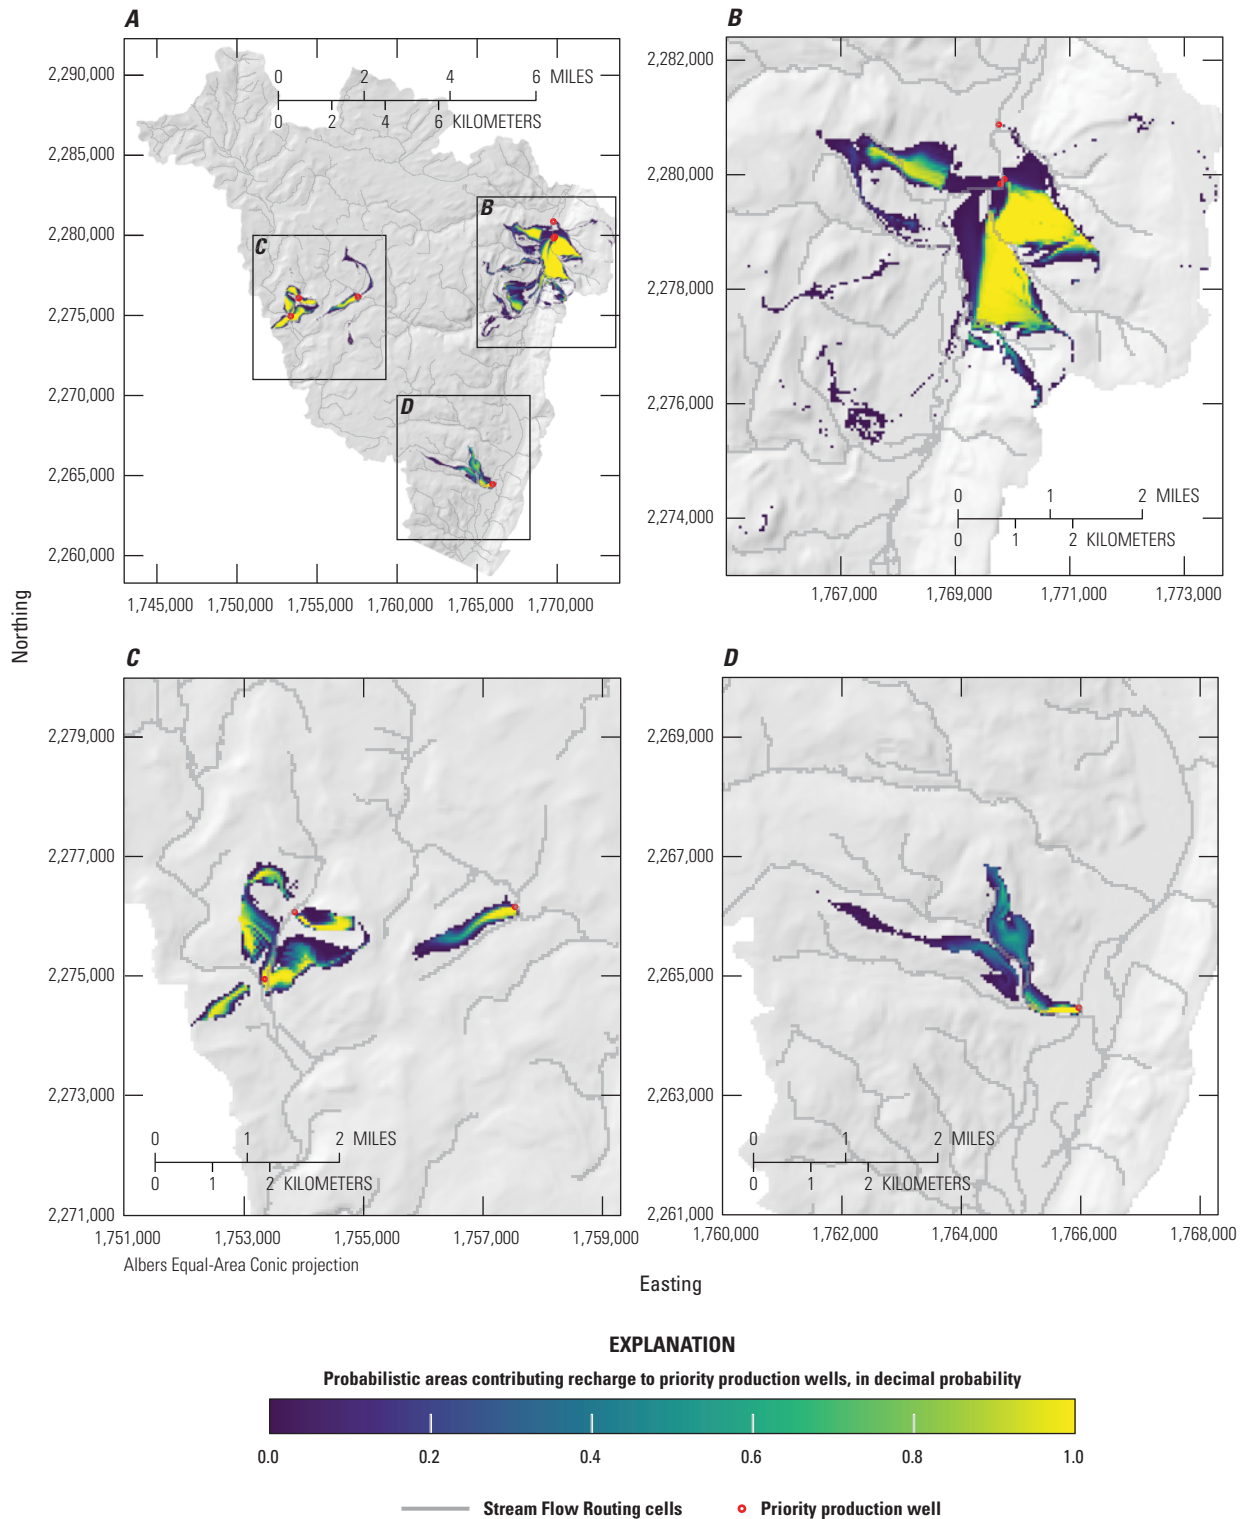 A
B
2,290,000
2,285,000
2,280,000
2,275,000
2,270,000
2,265,000
2,260,000
0 2 4 6 MILES
0 2 4 6 KILOMETERS
B
C
D
1,745,000 1,750,000 1,755,000 1,760,000 1,765,000 1,770,000
2,282,000
2,280,000
2,278,000
2,276,000
2,274,000
0 1 2 MILES
0 1 2 KILOMETERS
1,767,000 1,769,000 1,771,000 1,773,000
Northing
C
D
2,279,000
2,277,000
2,275,000
2,273,000
2,271,000
0 1 2 MILES
0 1 2 KILOMETERS
1,751,000 1,753,000 1,755,000 1,757,000 1,759,000
2,269,000
2,267,000
2,265,000
2,263,000
2,261,000
0 1 2 MILES
0 1 2 KILOMETERS
1,760,000 1,762,000 1,764,000 1,766,000 1,768,000
Albers Equal-Area Conic projection
Easting
EXPLANATION
Probabilistic areas contributing recharge to priority production wells, in decimal probability
0.0 0.2 0.4 0.6 0.8 1.0
Stream Flow Routing cells
Priority production well